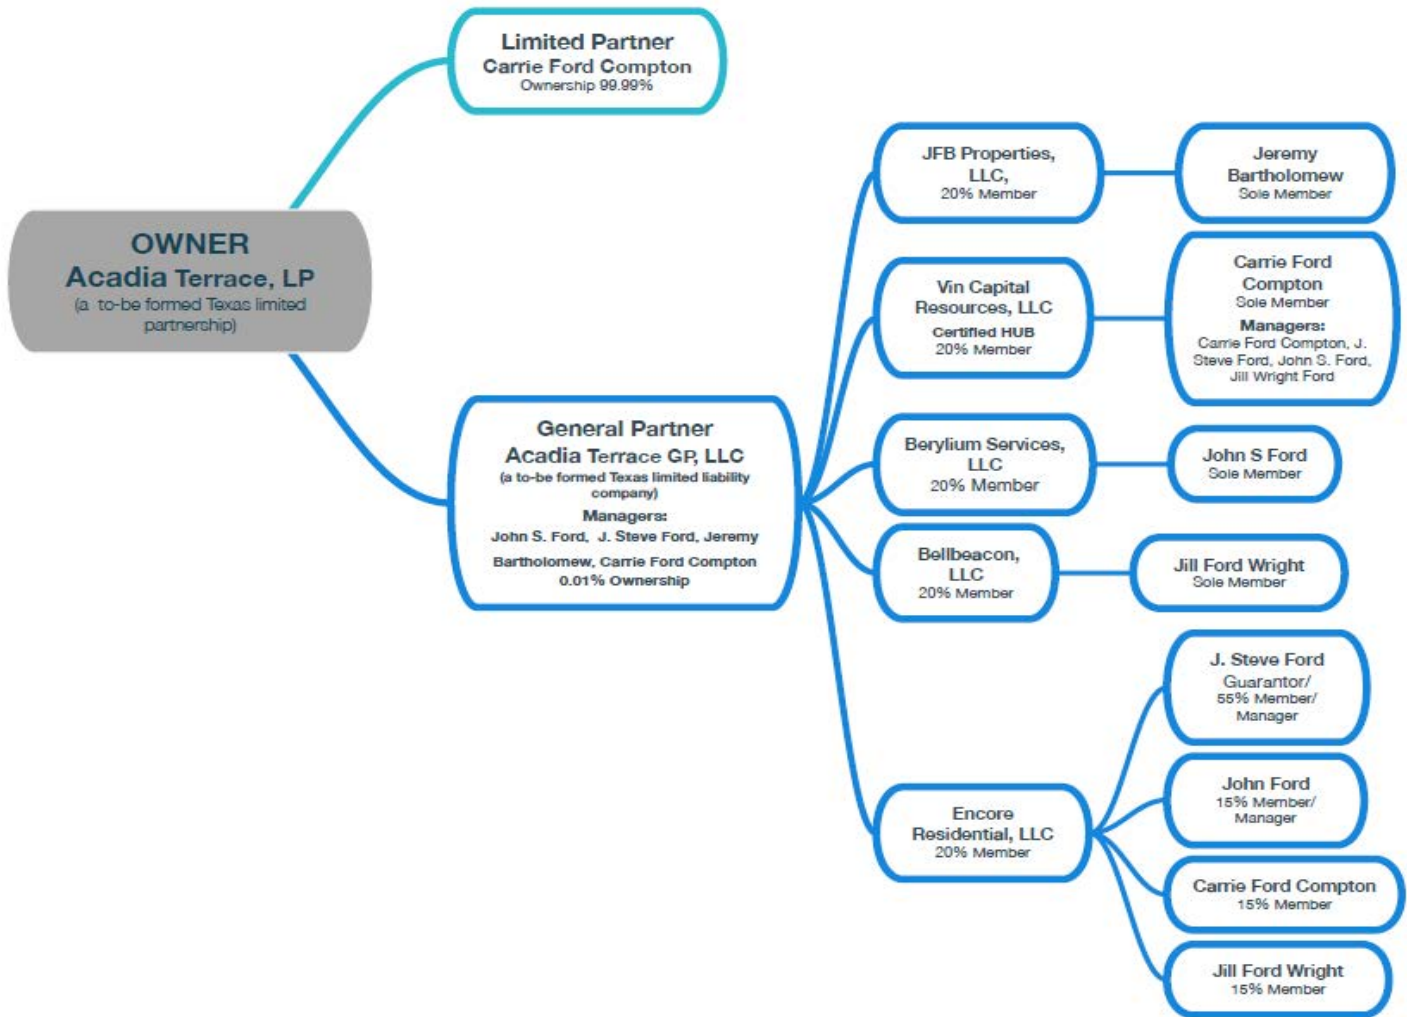 Limited Partner
Carrie Ford Compton
Ownership 99.99%
OWNER
Acadia Terrace, LP
(a to-be formed Texas limited
partnership)
General Partner
Acadia Terrace GP, LLC
(a to-be formed Texas limited liability
company)
Managers:
John S. Ford, J. Steve Ford, Jeremy
Bartholomew, Carrie Ford Compton
0.01% Ownership
JFB Properties,
LLC,
20% Member
Jeremy
Bartholomew
Sole Member
Vin Capital
Resources, LLC
Certified HUB
20% Member
Carrie Ford
Compton
Sole Member
Managers:
Carrie Ford Compton, J.
Steve Ford, John S. Ford,
Jill Wright Ford
Berylium Services,
LLC
20% Member
John S Ford
Sole Member
Bellbeacon,
LLC
20% Member
Jill Ford Wright
Sole Member
Encore
Residential, LLC
20% Member
J. Steve Ford
Guarantor/
55% Member/
Manager
John Ford
15% Member/
Manager
Carrie Ford Compton
15% Member
Jill Ford Wright
15% Member